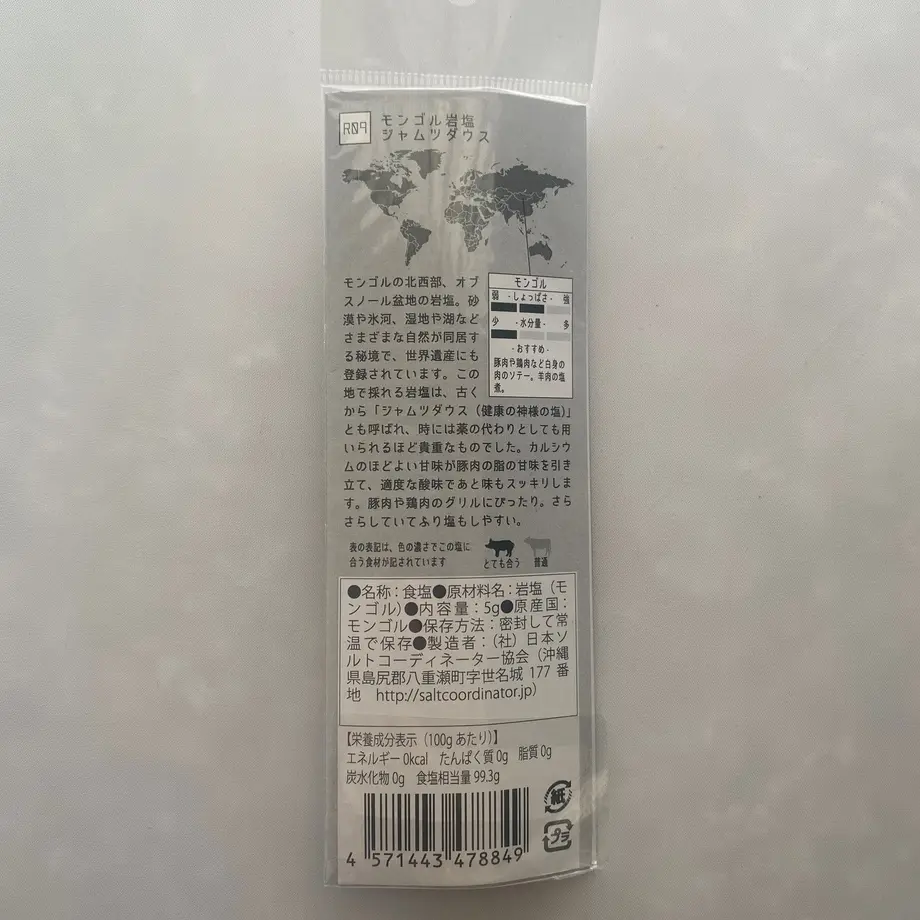 R09
モンゴル岩塩
ジャムツダウス
モンゴルの北西部、オブ
スノール盆地の岩塩。砂
漠や氷河、湿地や湖など
さまざまな自然が同居す
る秘境で、世界遺産にも
登録されています。この
地で採れる岩塩は、古く
から「ジャムツダウス（健康の神様の塩）」
とも呼ばれ、時には薬の代わりとしても用
いられるほど貴重なものでした。カルシウ
ムのほどよい甘味が豚肉の脂の甘味を引き
立て、適度な酸味であと味もスッキリしま
す。豚肉や鶏肉のグリルにぴったり。さら
さらしていてふり塩もしやすい。
モンゴル
弱 -しょっぱさ- 強
少 -水分量- 多
-おすすめ-
豚肉や鶏肉など白身の
肉のソテー。羊肉の塩
煮。
表の表記は、色の濃さでこの塩に
合う食材が記されています
とても合う 普通
●名称：食塩●原材料名：岩塩（モ
ンゴル）●内容量：5g●原産国：
モンゴル●保存方法：密封して常
温で保存●製造者：（社）日本ソ
ルトコーディネーター協会（沖縄
県島尻郡八重瀬町字世名城 177 番
地 http://saltcoordinator.jp）
【栄養成分表示（100g あたり）】
エネルギー 0kcal たんぱく質 0g 脂質 0g
炭水化物 0g 食塩相当量 99.3g
紙
プラ
4 571443 478849